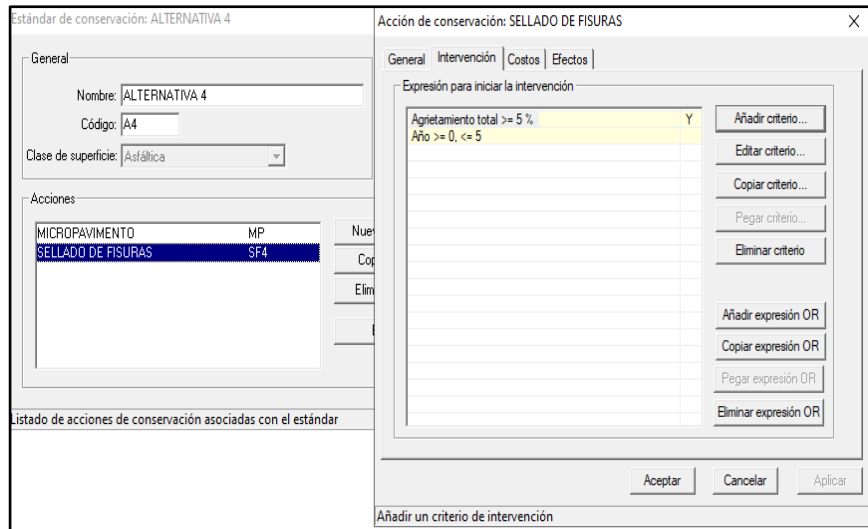 Estándar de conservación: ALTERNATIVA 4
General
Nombre: ALTERNATIVA 4
Código: A4
Clase de superficie: Asfáltica
Acciones
MICROPAVIMENTO MP
SELLADO DE FISURAS SF4
Nue
Cop
Elim
Listado de acciones de conservación asociadas con el estándar
Acción de conservación: SELLADO DE FISURAS
General Intervención Costos Efectos
Expresión para iniciar la intervención
Agrietamiento total >= 5 % Y
Año >= 0, <= 5
Añadir criterio...
Editar criterio...
Copiar criterio...
Pegar criterio...
Eliminar criterio
Añadir expresión OR
Copiar expresión OR
Pegar expresión OR
Eliminar expresión OR
Aceptar Cancelar Aplicar
Añadir un criterio de intervención